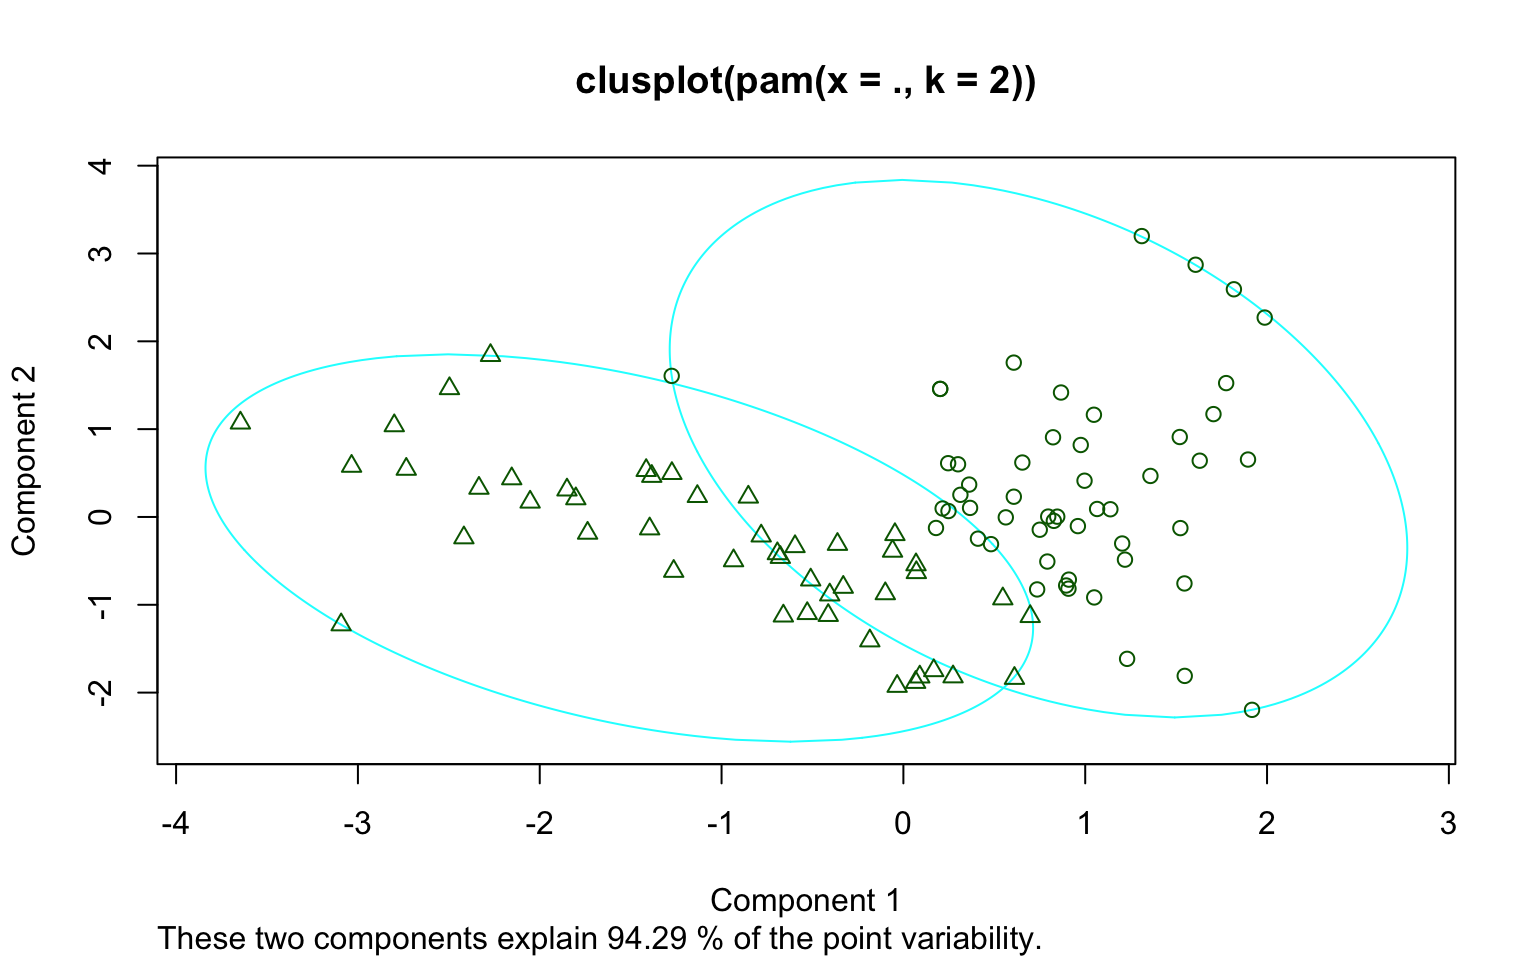 clusplot(pam(x = ., k = 2))
Component 2
4
3
2
1
0
-1
-2
-4 -3 -2 -1 0 1 2 3
Component 1
These two components explain 94.29 % of the point variability.